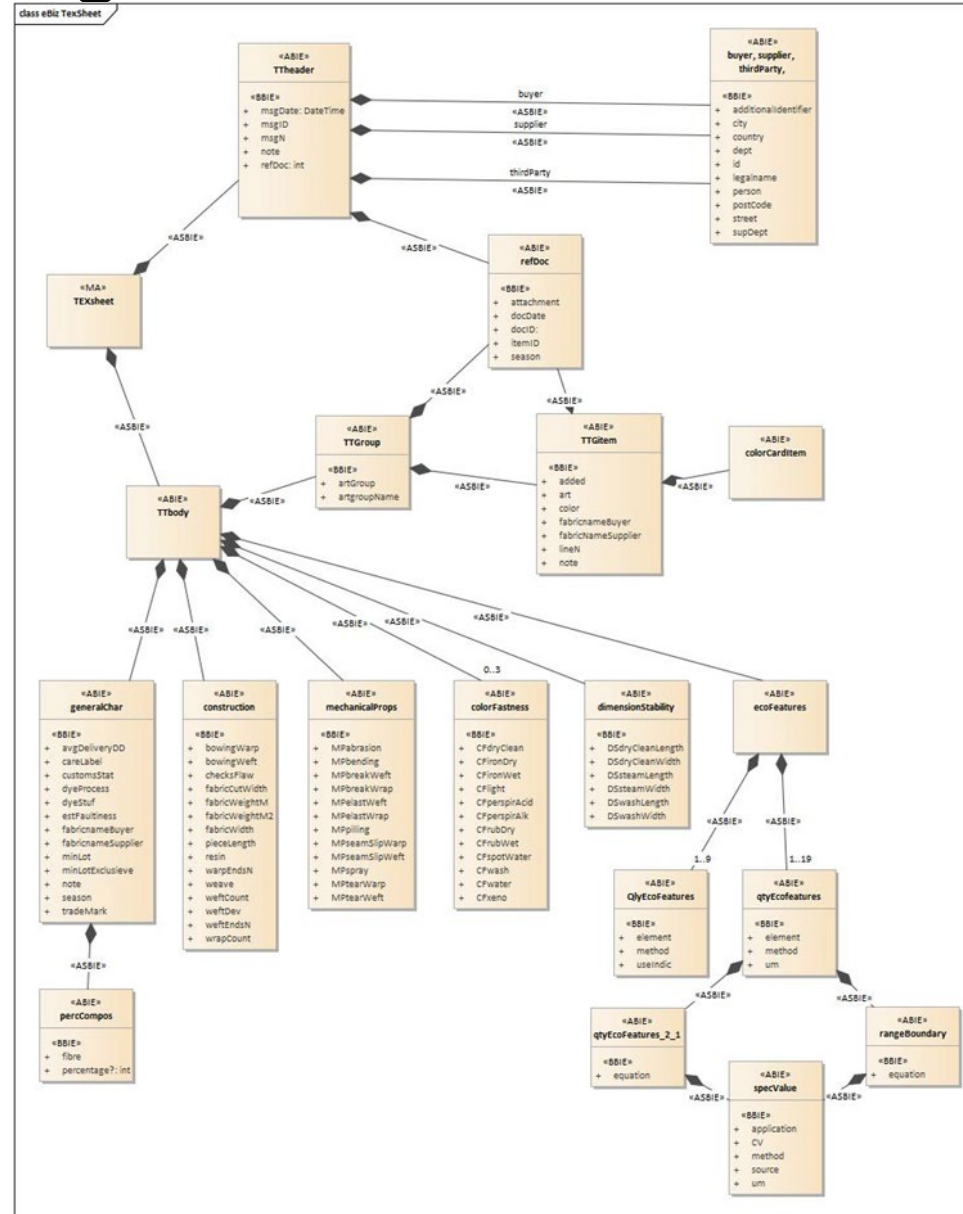 class eBiz TexSheet
«ABIE»
TTheader
«BBIE»
+ msgDate: DateTime
+ msgID
+ msgN
+ note
+ refDoc: int
buyer
«ASBIE»
supplier
«ASBIE»
thirdParty
«ASBIE»
«ABIE»
buyer, supplier,
thirdParty,
«BBIE»
+ additionalIdentifier
+ city
+ country
+ dept
+ id
+ legalname
+ person
+ postCode
+ street
+ supDept
«ASBIE»
«ASBIE»
«ABIE»
refDoc
«BBIE»
+ attachment
+ docDate
+ docID:
+ itemID
+ season
«MA»
TEXsheet
«ASBIE»
«ASBIE»
«ASBIE»
«ABIE»
TTGroup
«BBIE»
+ artGroup
+ artgroupName
«ASBIE»
«ABIE»
TTGitem
«BBIE»
+ added
+ art
+ color
+ fabricnameBuyer
+ fabricNameSupplier
+ lineN
+ note
«ASBIE»
«ABIE»
colorCardItem
«ABIE»
TTbody
«ASBIE»
«ASBIE»
«ASBIE»
«ASBIE»
«ASBIE»
«ASBIE»
«ASBIE»
0..3
«ABIE»
generalChar
«BBIE»
+ avgDeliveryDD
+ careLabel
+ customsStat
+ dyeProcess
+ dyeStuf
+ estFaultiness
+ fabricnameBuyer
+ fabricnameSupplier
+ minLot
+ minLotExclusieve
+ note
+ season
+ tradeMark
«ABIE»
construction
«BBIE»
+ bowingWarp
+ bowingWeft
+ checksFlaw
+ fabricCutWidth
+ fabricWeightM
+ fabricWeightM2
+ fabricWidth
+ pieceLength
+ resin
+ warpEndsN
+ weave
+ weftCount
+ weftDev
+ weftEndsN
+ wrapCount
«ABIE»
mechanicalProps
«BBIE»
+ MPabrasion
+ MPbending
+ MPbreakWeft
+ MPbreakWrap
+ MPelastWeft
+ MPelastWrap
+ MPpilling
+ MPseamSlipWarp
+ MPseamSlipWeft
+ MPspray
+ MPtearWarp
+ MPtearWeft
«ABIE»
colorFastness
«BBIE»
+ CFdryClean
+ CFironDry
+ CFironWet
+ CFlight
+ CFperspirAcid
+ CFperspirAlk
+ CFrubDry
+ CFrubWet
+ CFspotWater
+ CFwash
+ CFwater
+ CFxeno
«ABIE»
dimensionStability
«BBIE»
+ DSdryCleanLength
+ DSdryCleanWidth
+ DSsteamLength
+ DSsteamWidth
+ DSwashLength
+ DSwashWidth
«ABIE»
ecoFeatures
«ASBIE»
«ASBIE»
1..9
1..19
«ABIE»
QlyEcoFeatures
«BBIE»
+ element
+ method
+ useIndic
«ABIE»
qtyEcofeatures
«BBIE»
+ element
+ method
+ um
«ASBIE»
«ABIE»
percCompos
«BBIE»
+ fibre
+ percentage?: int
«ASBIE»
«ASBIE»
«ABIE»
qtyEcoFeatures_2_1
«BBIE»
+ equation
«ABIE»
rangeBoundary
«BBIE»
+ equation
«ASBIE»
«ASBIE»
«ABIE»
specValue
«BBIE»
+ application
+ CV
+ method
+ source
+ um